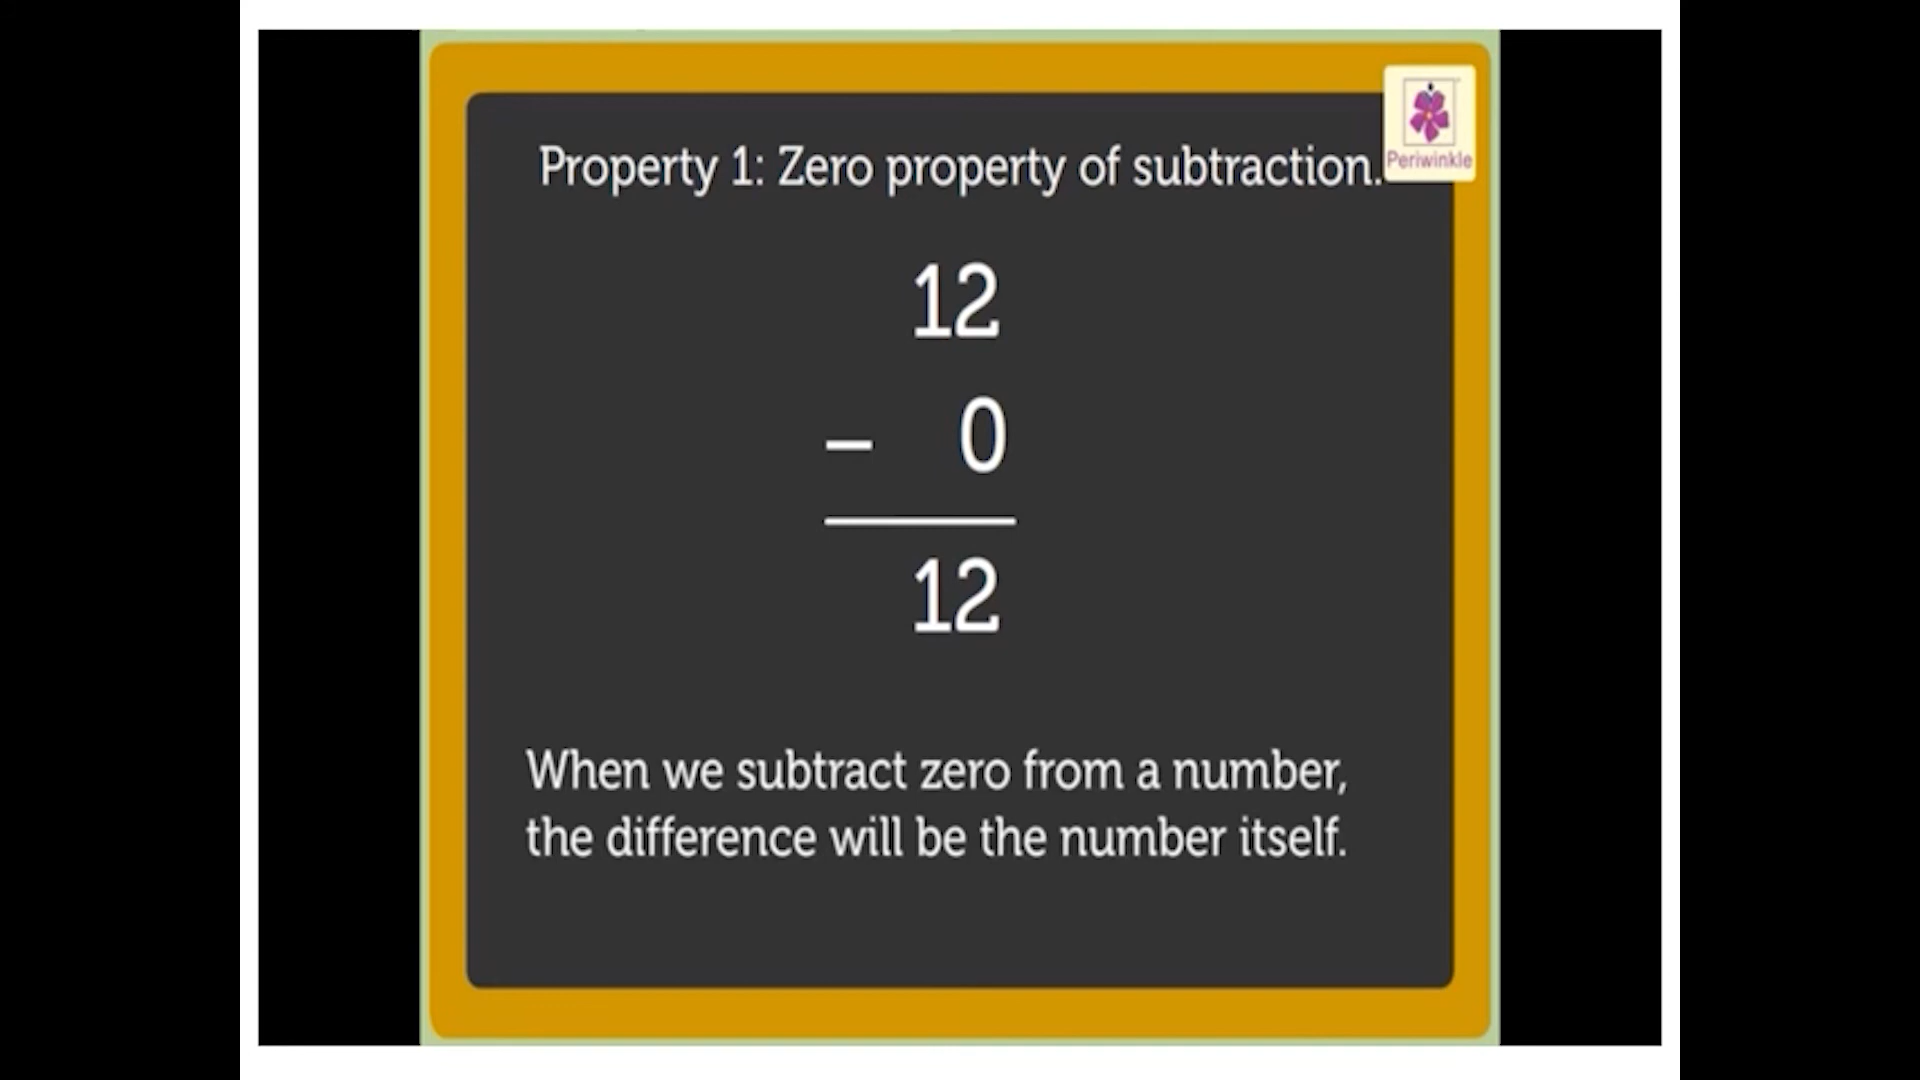 Periwinkle
Property 1: Zero property of subtraction.
12
– 0
12
When we subtract zero from a number,
the difference will be the number itself.